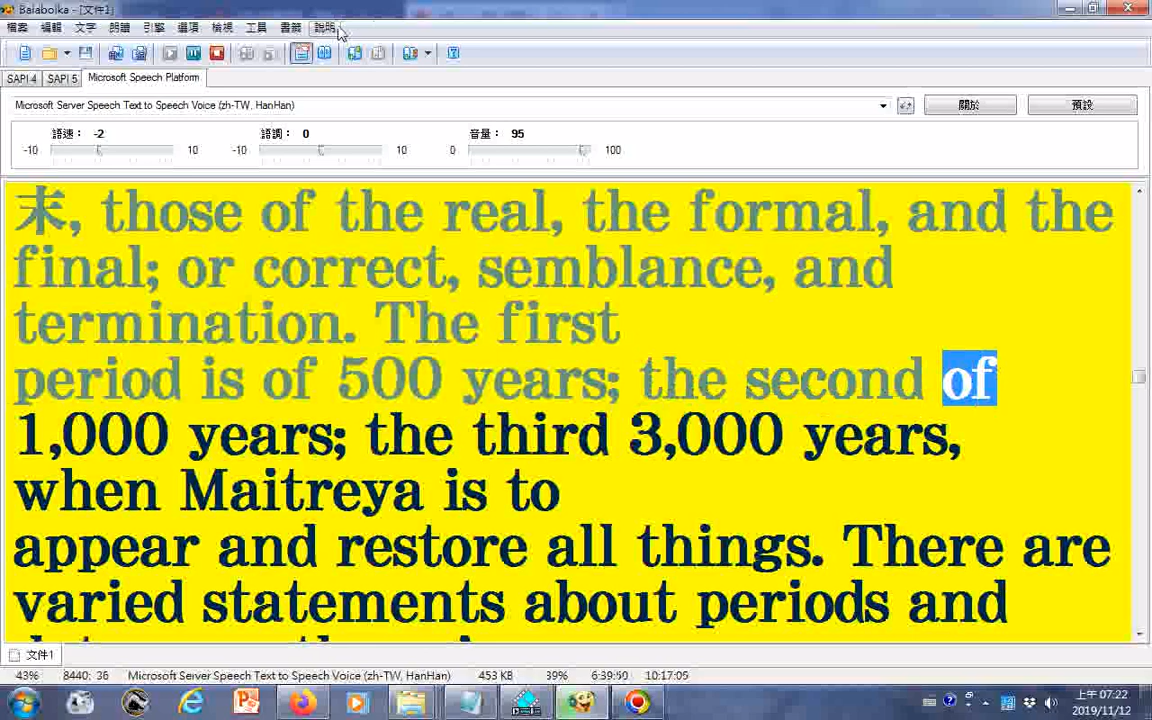 Balabolka - [文件1]
檔案 編輯 文字 朗讀 引擎 選項 檢視 工具 書籤 說明
SAPI 4 SAPI 5 Microsoft Speech Platform
Microsoft Server Speech Text to Speech Voice (zh-TW, HanHan) 關於 預設
語速： -2 語調： 0 音量： 95
-10 10 -10 10 0 100
末, those of the real, the formal, and the
final; or correct, semblance, and
termination. The first
period is of 500 years; the second of
1,000 years; the third 3,000 years,
when Maitreya is to
appear and restore all things. There are
varied statements about periods and
文件1
43% 8440: 36 Microsoft Server Speech Text to Speech Voice (zh-TW, HanHan) 453 KB 39% 6:39:50 10:17:05
上午 07:22
2019/11/12